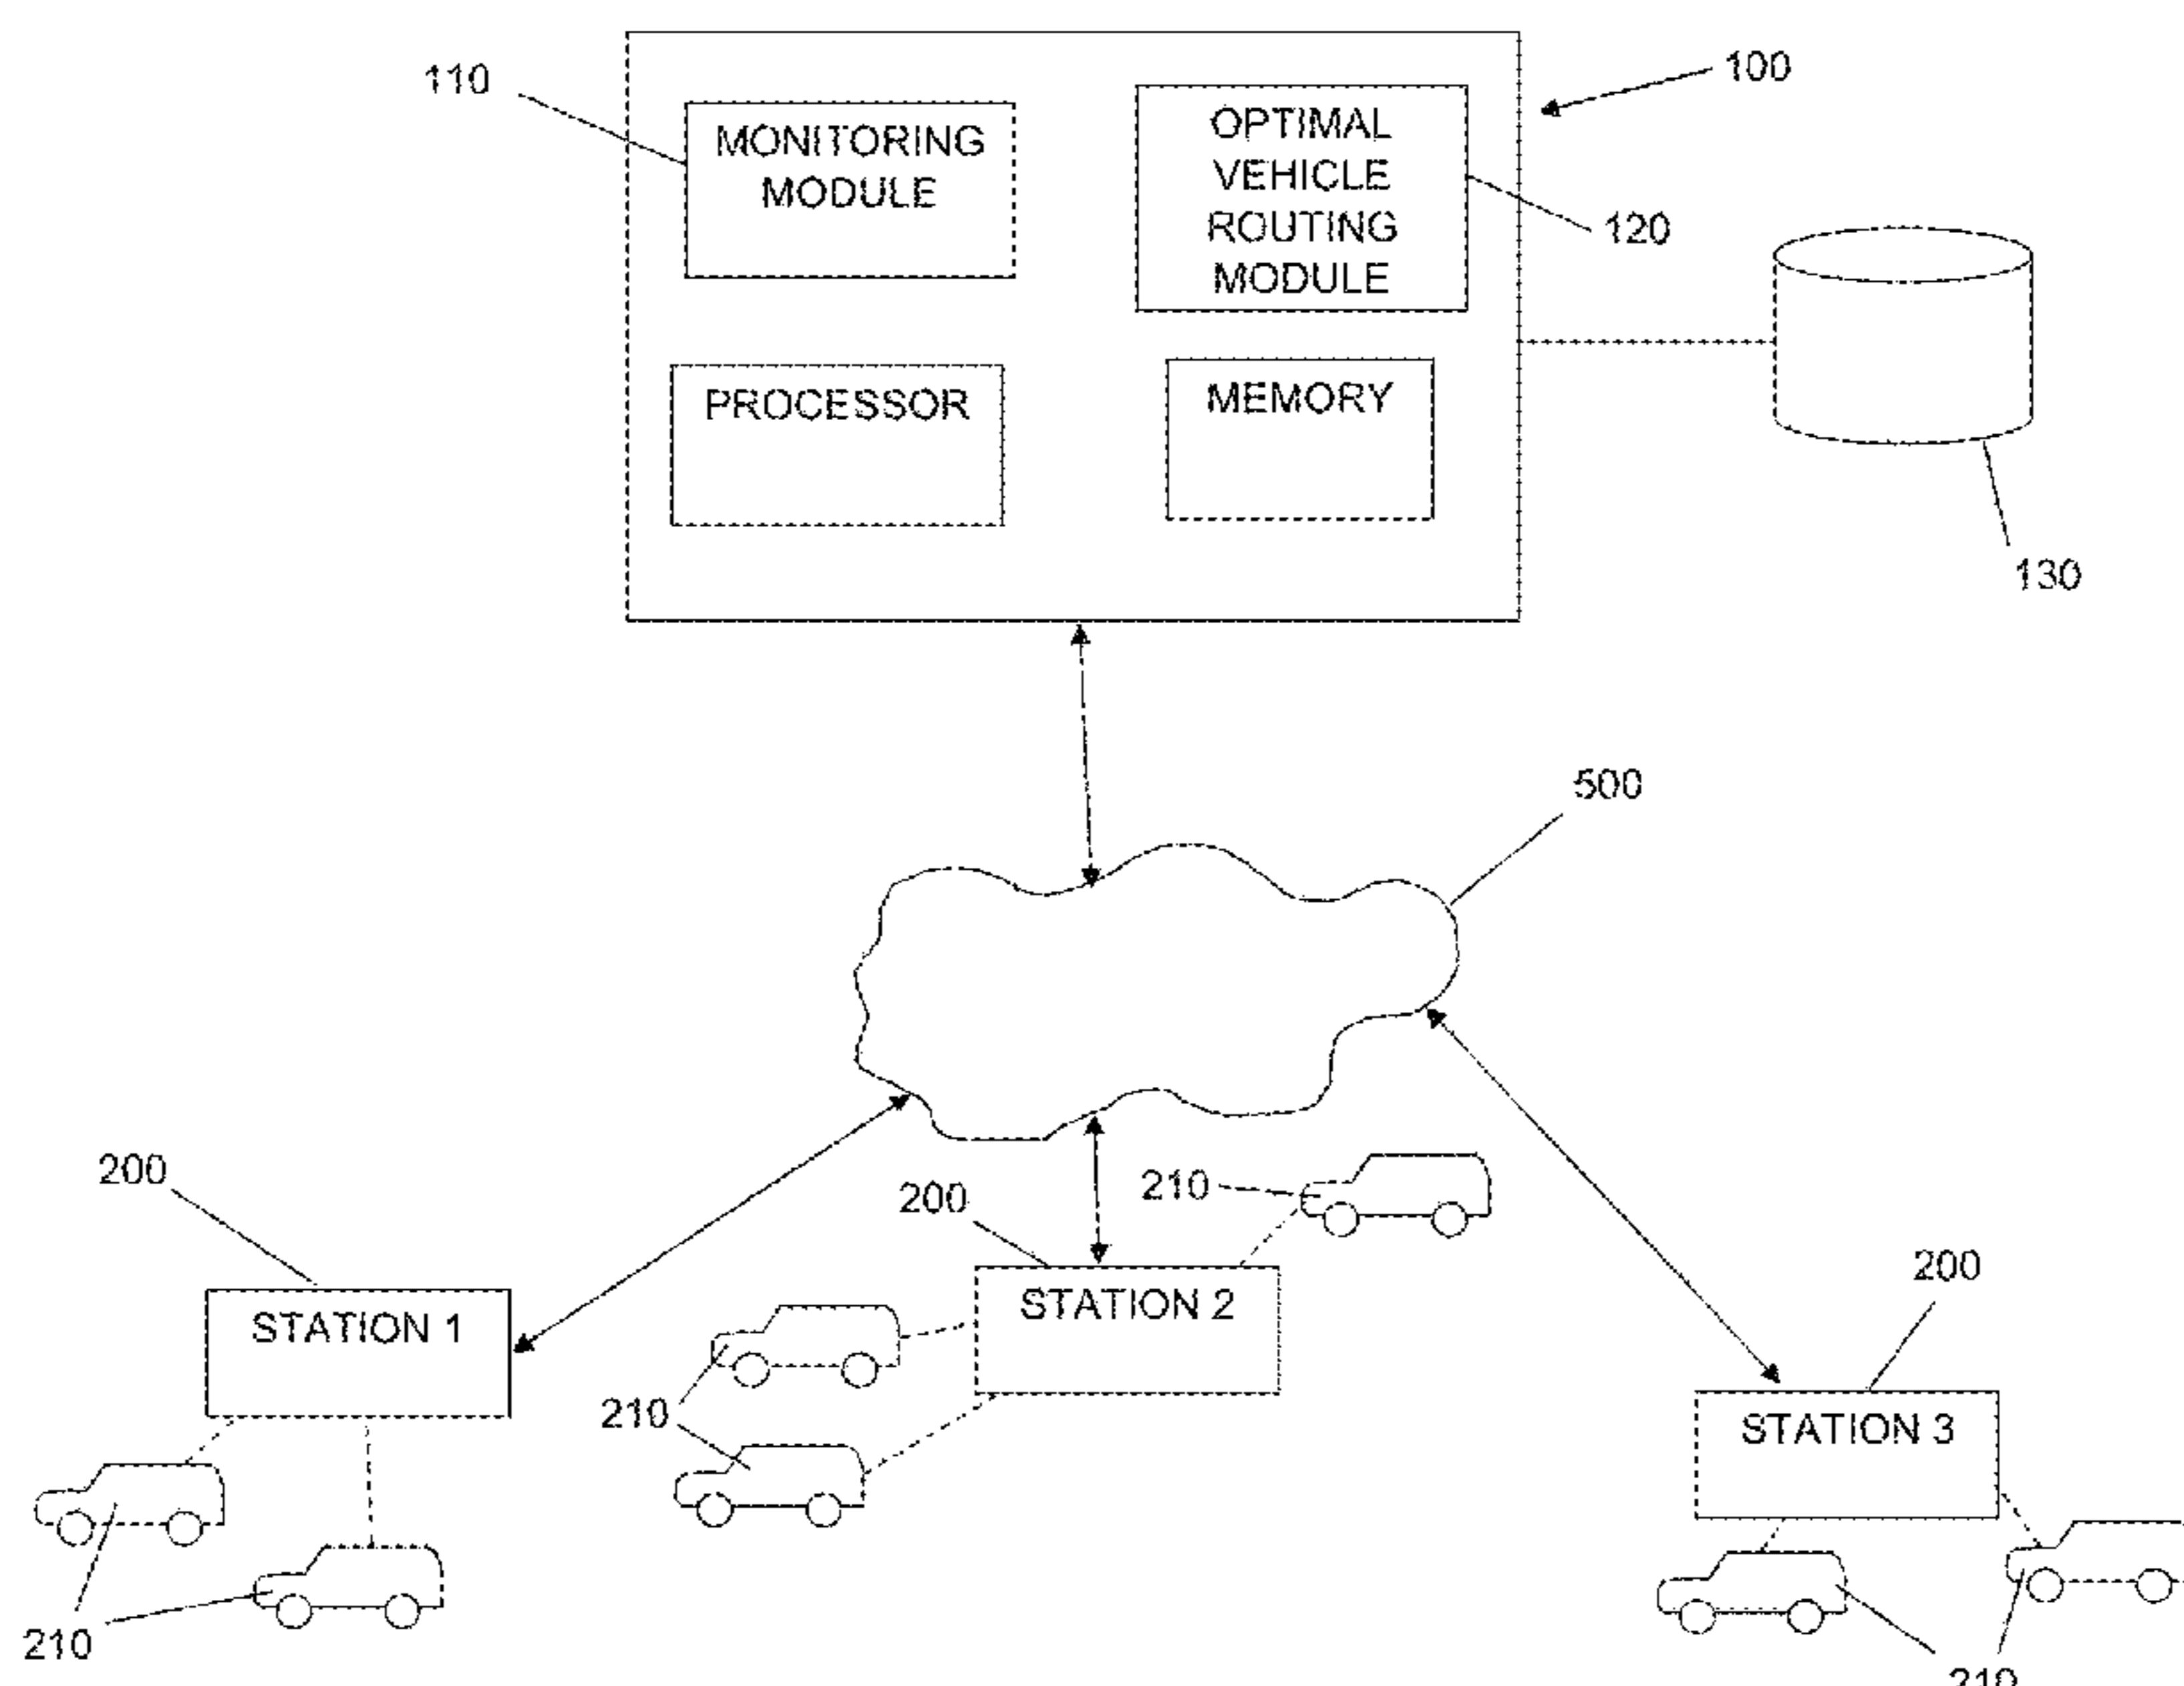 110
100
MONITORING
MODULE
OPTIMAL
VEHICLE
ROUTING
MODULE
120
PROCESSOR
MEMORY
130
500
200
200
210
200
STATION 1
STATION 2
210
STATION 3
210
210